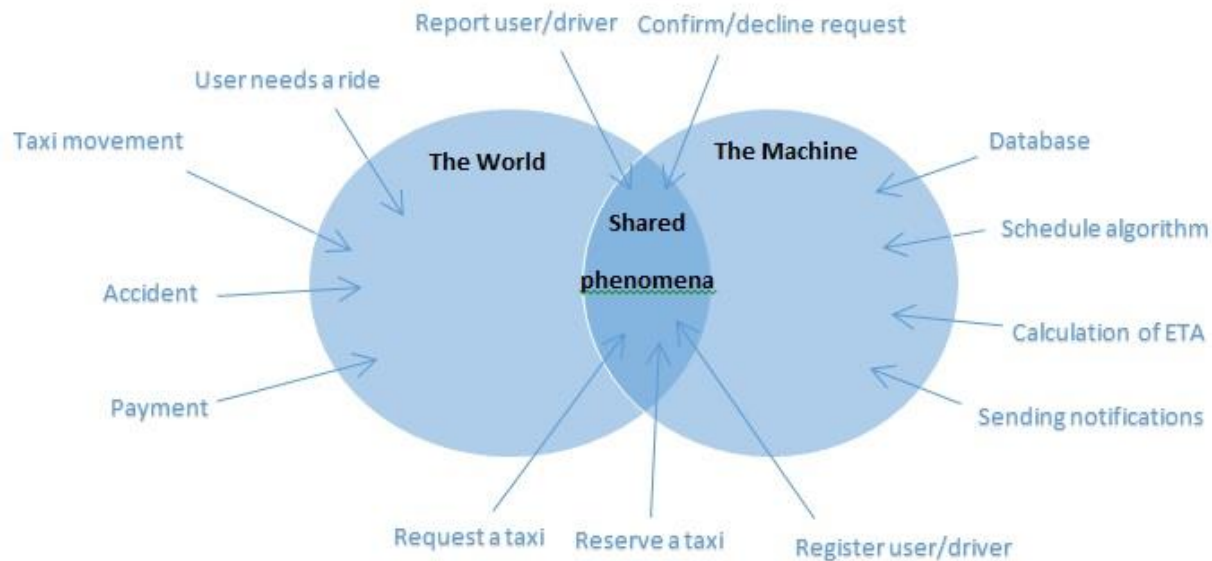 Report user/driver
Confirm/decline request
User needs a ride
Taxi movement
The World
The Machine
Database
Shared
phenomena
Schedule algorithm
Accident
Calculation of ETA
Payment
Sending notifications
Request a taxi
Reserve a taxi
Register user/driver